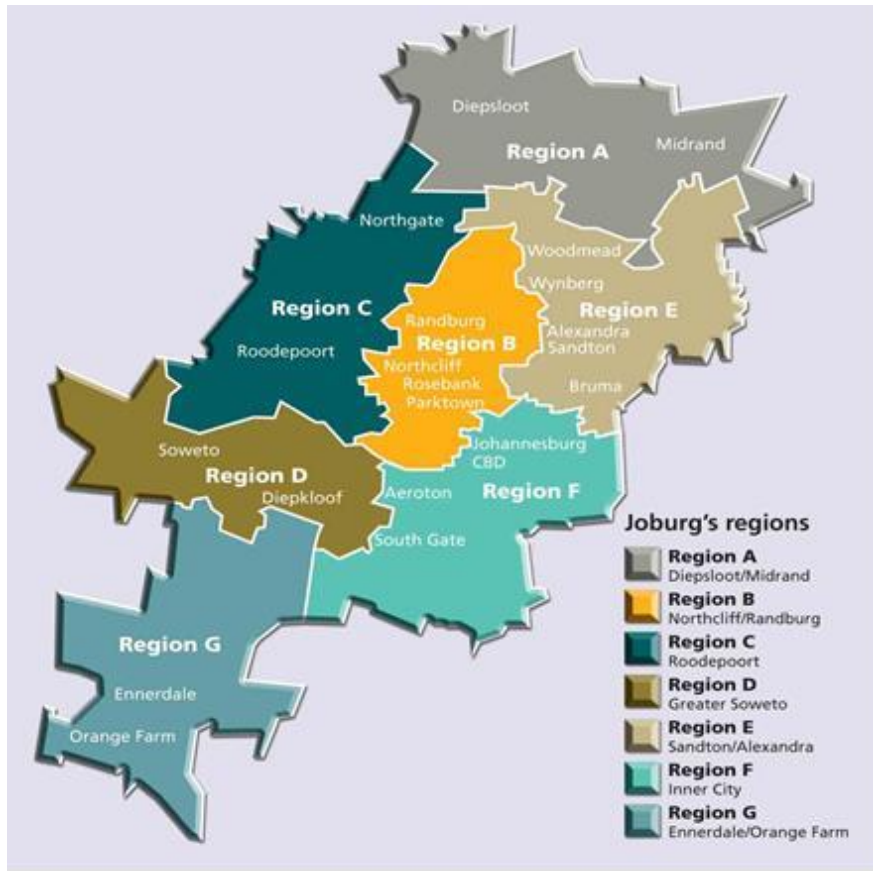 Diepsloot
Midrand
Region A
Northgate
Woodmead
Wynberg
Region C
Region E
Randburg
Alexandra
Region B
Sandton
Roodepoort
Northcliff
Rosebank
Bruma
Parktown
Soweto
Johannesburg
CBD
Region D
Diepkloof
Aeroton
Region F
South Gate
Region G
Ennerdale
Orange Farm
Joburg's regions
Region A
Diepsloot/Midrand
Region B
Northcliff/Randburg
Region C
Roodepoort
Region D
Greater Soweto
Region E
Sandton/Alexandra
Region F
Inner City
Region G
Ennerdale/Orange Farm